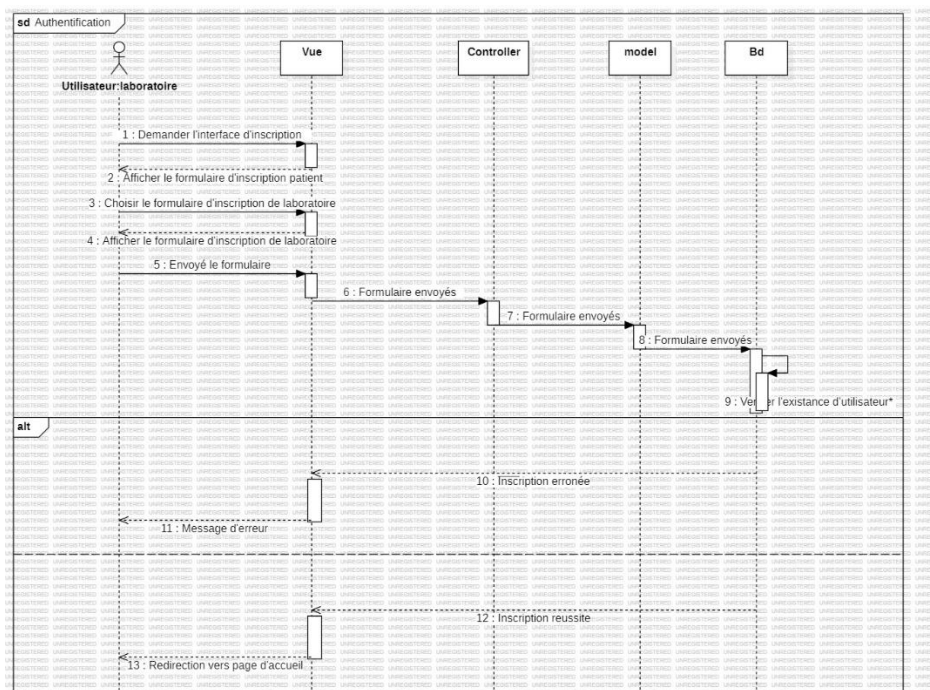 sd Authentification
Vue
Controller
model
Bd
Utilisateur:laboratoire
1 : Demander l'interface d'inscription
2 : Afficher le formulaire d'inscription patient
3 : Choisir le formulaire d'inscription de laboratoire
4 : Afficher le formulaire d'inscription de laboratoire
5 : Envoyé le formulaire
6 : Formulaire envoyés
7 : Formulaire envoyés
8 : Formulaire envoyés
9 : l'existance d'utilisateur*
alt
10 : Inscription erronée
11 : Message d'erreur
12 : Inscription reussite
13 : Redirection vers page d'accueil